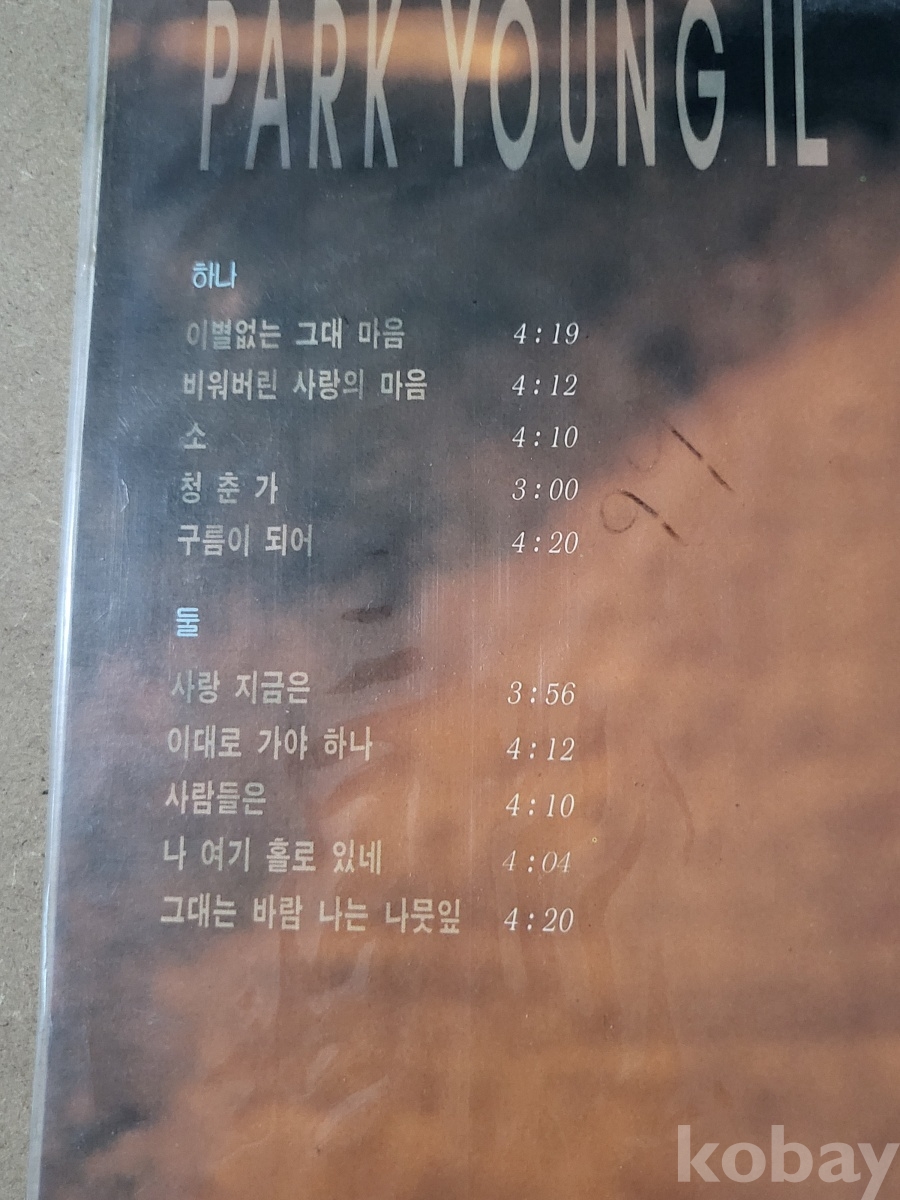 PARK YOUNG IL
하나
이별없는 그대 마음 4:19
비워버린 사랑의 마음 4:12
소 4:10
청 춘 가 3:00
구름이 되어 4:20
둘
사랑 지금은 3:56
이대로 가야 하나 4:12
사람들은 4:10
나 여기 홀로 있네 4:04
그대는 바람 나는 나뭇잎 4:20
kobay